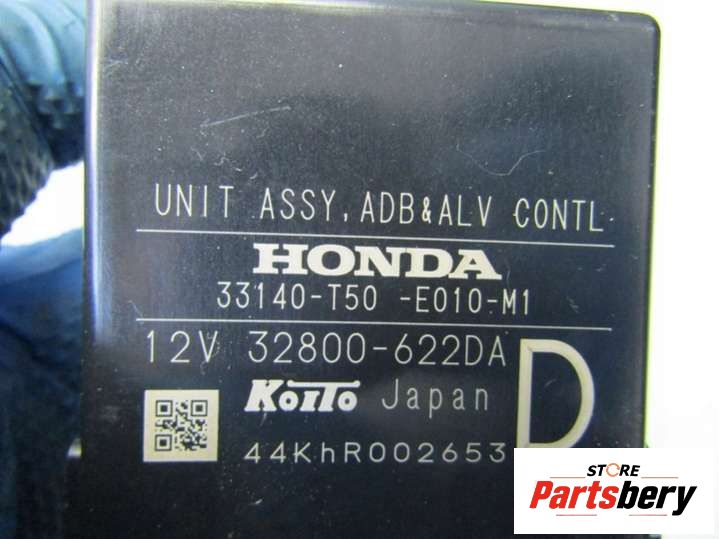 UNIT ASSY, ADB&ALV CONTL
HONDA
33140-T50 -E010-M1
12V 32800-622DA D
KOITO Japan
44KhR002653
STORE
Partsbery